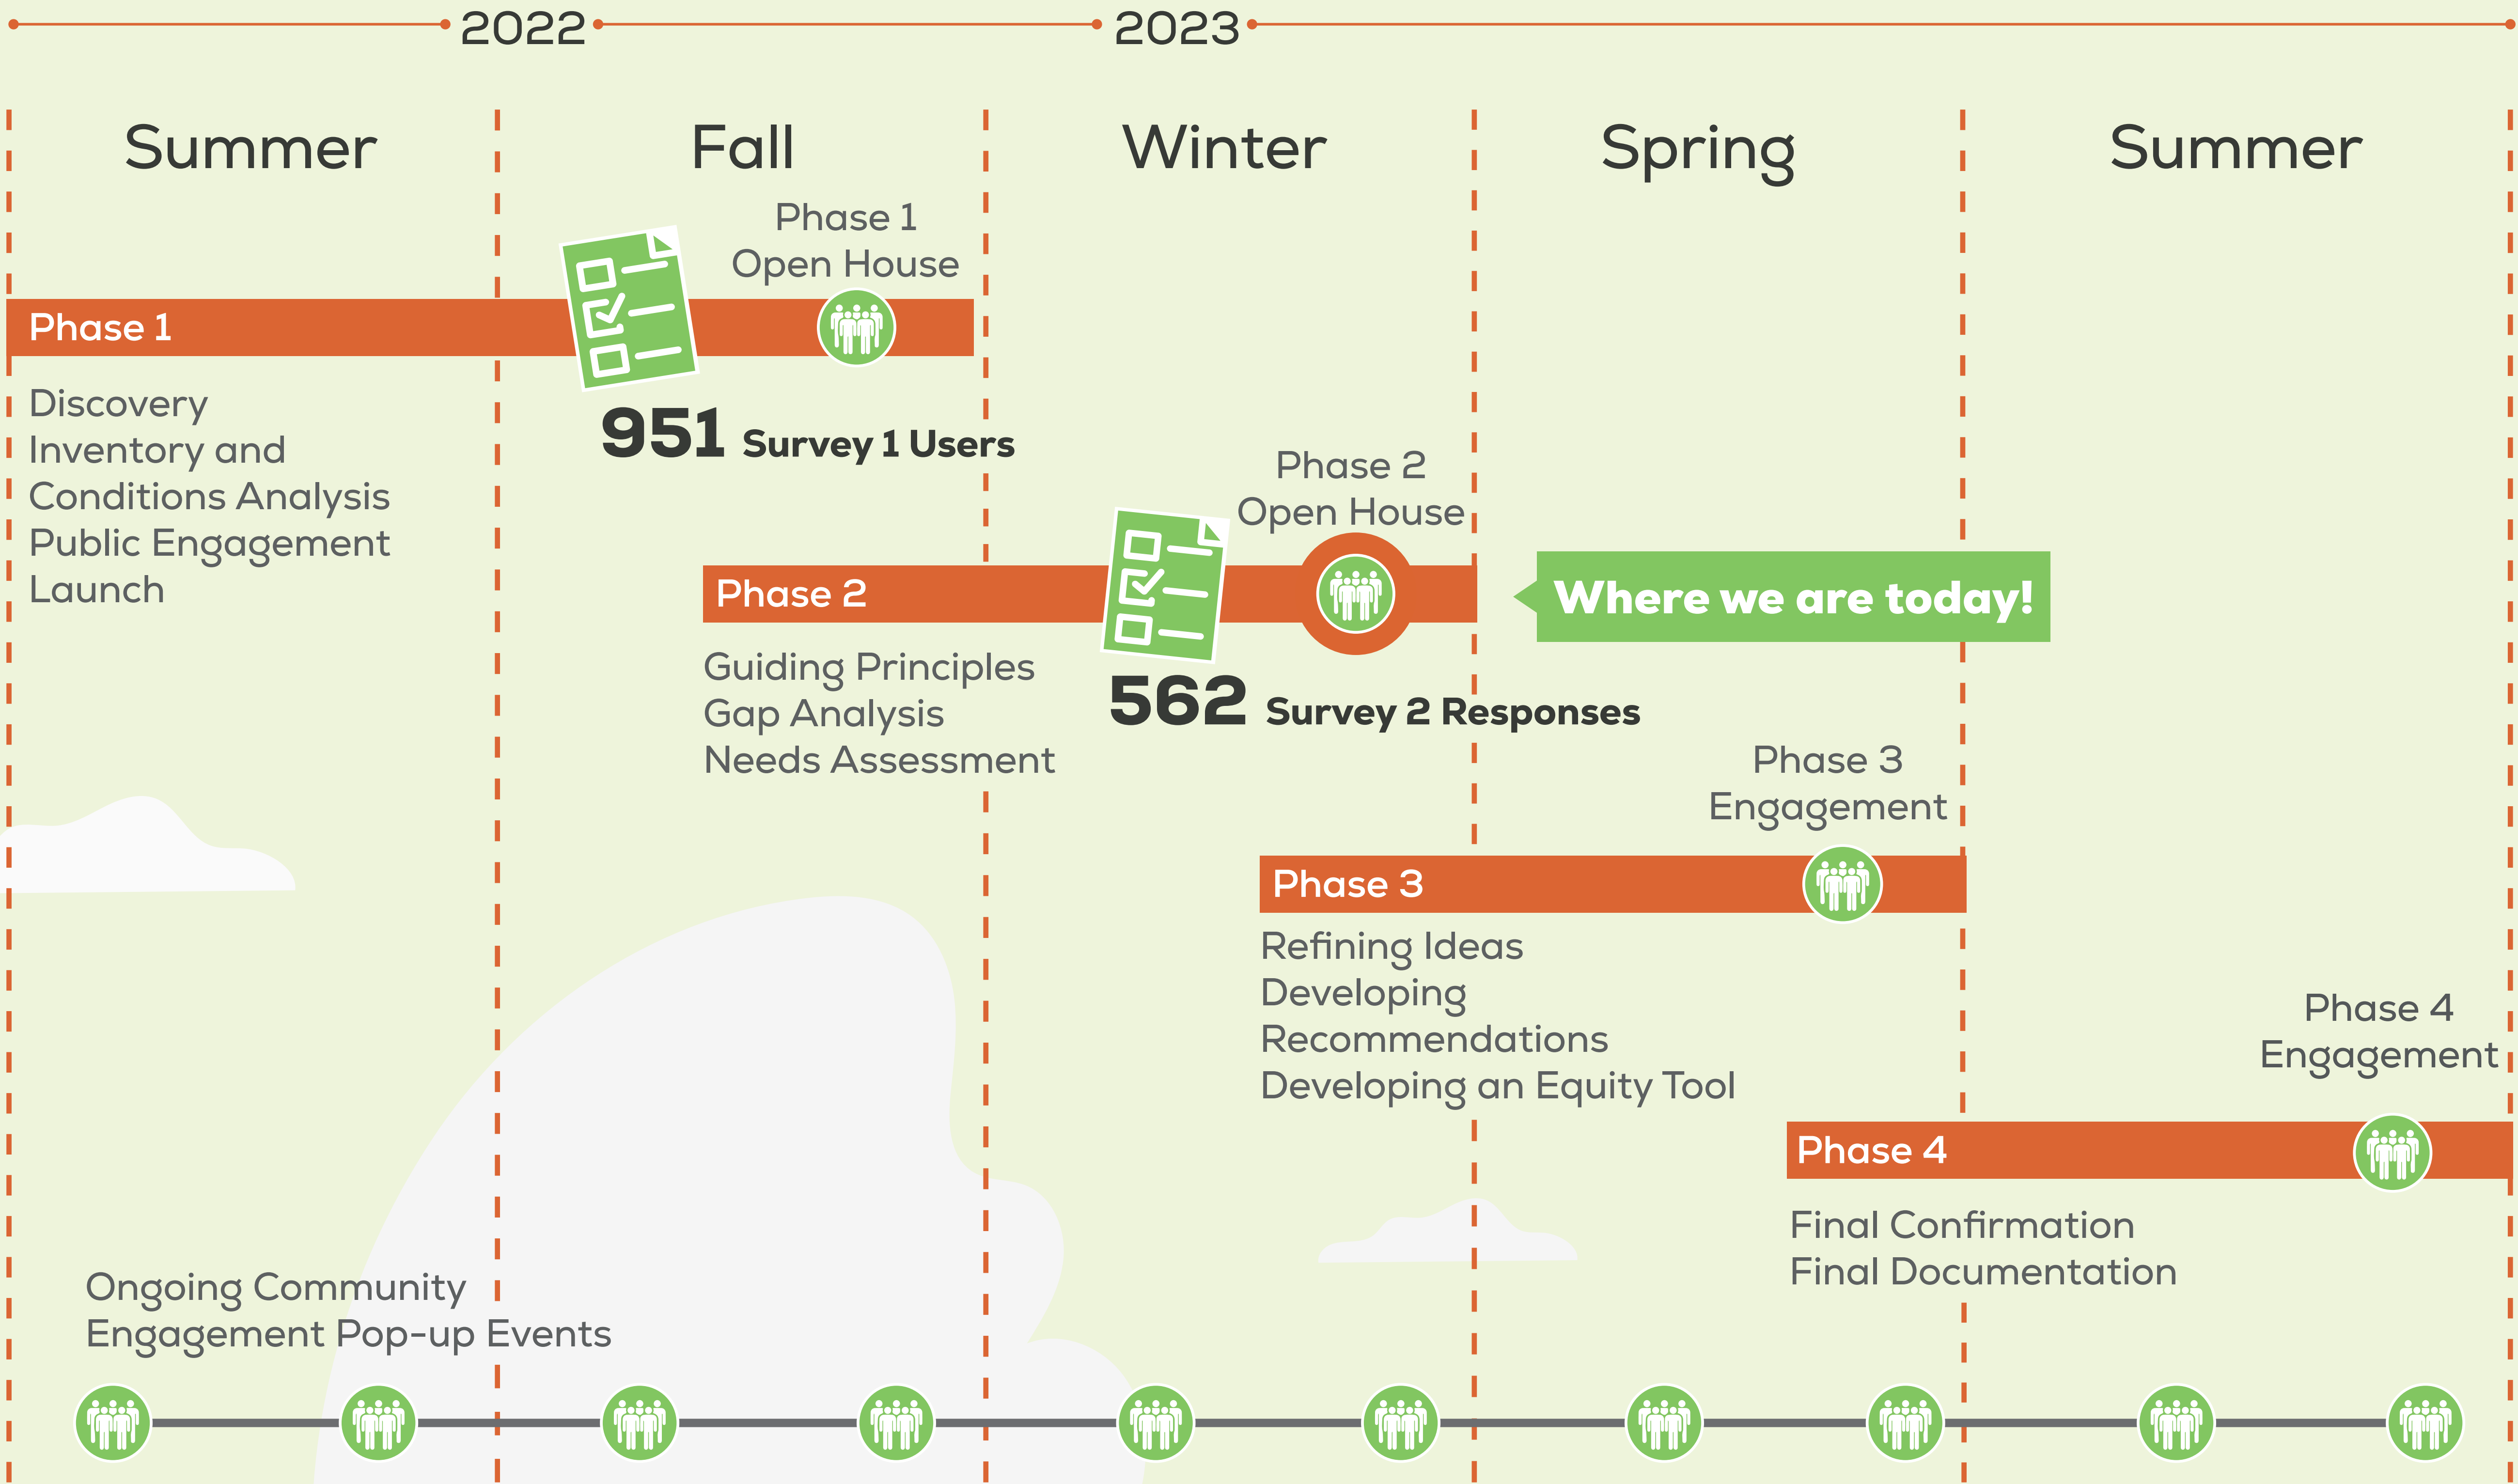 2022
2023
Summer
Fall
Winter
Spring
Summer
Phase 1
Open House
Phase 1
Discovery
Inventory and
Conditions Analysis
Public Engagement
Launch
951 Survey 1 Users
Phase 2
Open House
Phase 2
Where we are today!
Guiding Principles
Gap Analysis
Needs Assessment
562 Survey 2 Responses
Phase 3
Engagement
Phase 3
Refining Ideas
Developing
Recommendations
Developing an Equity Tool
Phase 4
Engagement
Phase 4
Final Confirmation
Final Documentation
Ongoing Community
Engagement Pop-up Events